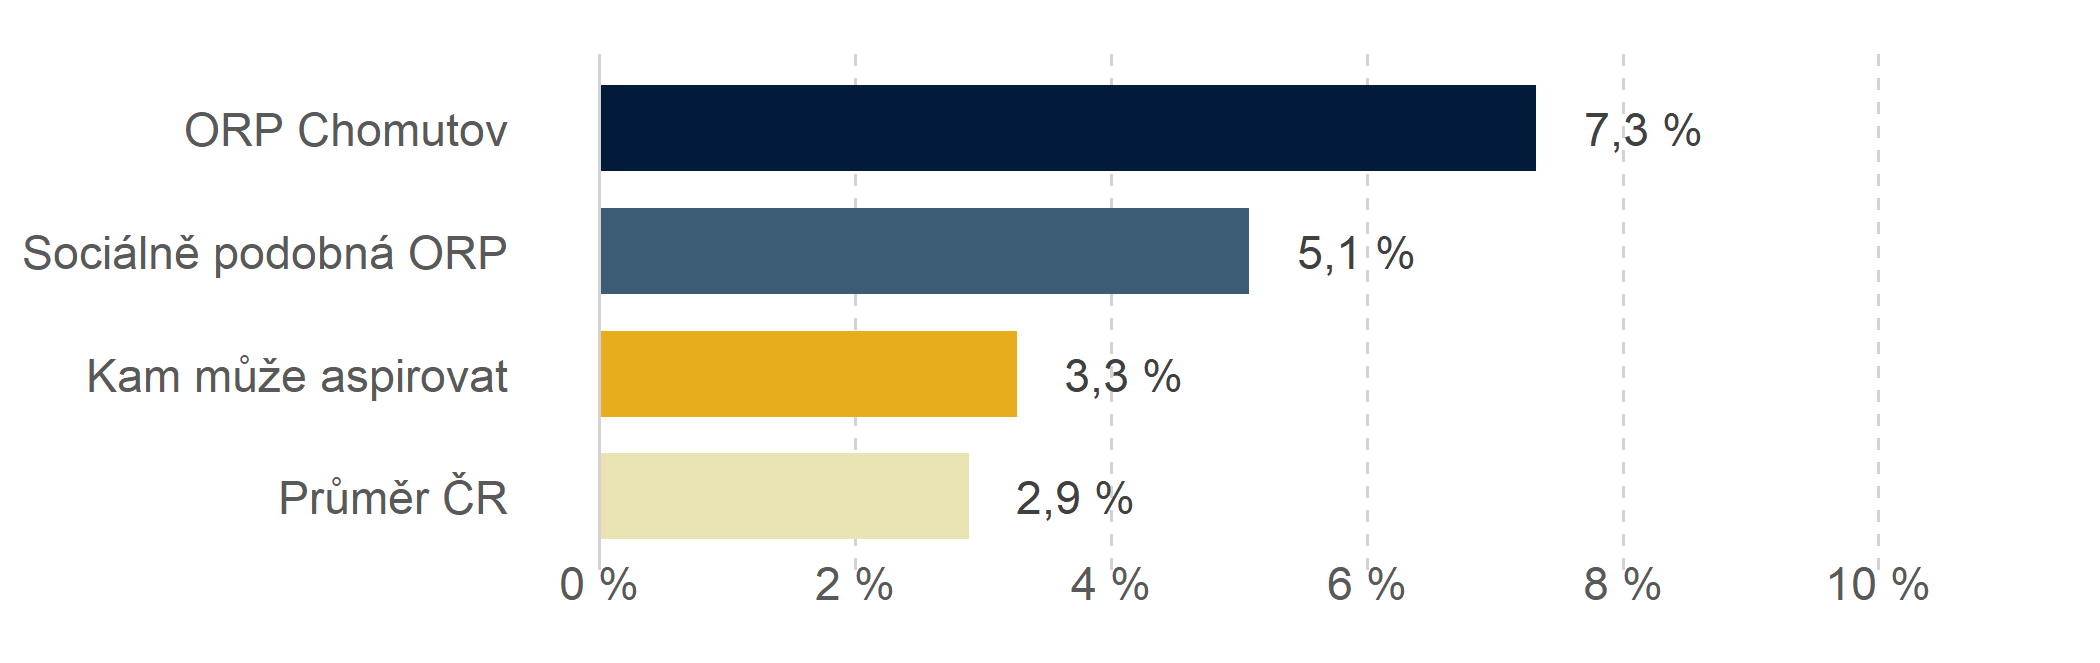 ORP Chomutov
7,3 %
Sociálně podobná ORP
5,1 %
Kam může aspirovat
3,3 %
Průměr ČR
2,9 %
0 %
2 %
4 %
6 %
8 %
10 %